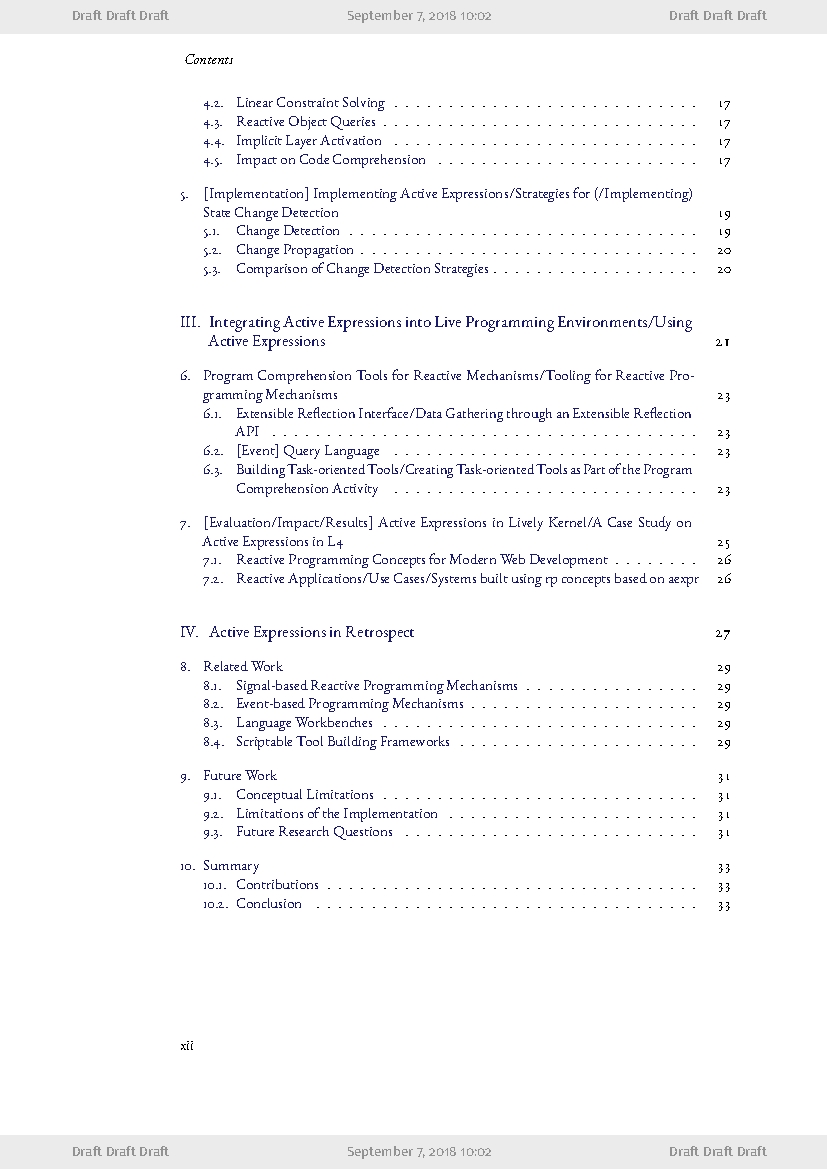 Draft Draft Draft September 7, 2018 10:02 Draft Draft Draft
Contents
4.2. Linear Constraint Solving . . . . . . . . . . . . . . . . . . . . . . . . . . . . 17
4.3. Reactive Object Queries . . . . . . . . . . . . . . . . . . . . . . . . . . . . . 17
4.4. Implicit Layer Activation . . . . . . . . . . . . . . . . . . . . . . . . . . . . 17
4.5. Impact on Code Comprehension . . . . . . . . . . . . . . . . . . . . . . . . 17
5. [Implementation] Implementing Active Expressions/Strategies for (/Implementing)
State Change Detection 19
5.1. Change Detection . . . . . . . . . . . . . . . . . . . . . . . . . . . . . . . . 19
5.2. Change Propagation . . . . . . . . . . . . . . . . . . . . . . . . . . . . . . . 20
5.3. Comparison of Change Detection Strategies . . . . . . . . . . . . . . . . . . . 20
III. Integrating Active Expressions into Live Programming Environments/Using
Active Expressions 21
6. Program Comprehension Tools for Reactive Mechanisms/Tooling for Reactive Pro-
gramming Mechanisms 23
6.1. Extensible Reflection Interface/Data Gathering through an Extensible Reflection
API . . . . . . . . . . . . . . . . . . . . . . . . . . . . . . . . . . . . . . . 23
6.2. [Event] Query Language . . . . . . . . . . . . . . . . . . . . . . . . . . . . 23
6.3. Building Task-oriented Tools/Creating Task-oriented Tools as Part of the Program
Comprehension Activity . . . . . . . . . . . . . . . . . . . . . . . . . . . . 23
7. [Evaluation/Impact/Results] Active Expressions in Lively Kernel/A Case Study on
Active Expressions in L4 25
7.1. Reactive Programming Concepts for Modern Web Development . . . . . . . . 26
7.2. Reactive Applications/Use Cases/Systems built using rp concepts based on aexpr 26
IV. Active Expressions in Retrospect 27
8. Related Work 29
8.1. Signal-based Reactive Programming Mechanisms . . . . . . . . . . . . . . . . 29
8.2. Event-based Programming Mechanisms . . . . . . . . . . . . . . . . . . . . . 29
8.3. Language Workbenches . . . . . . . . . . . . . . . . . . . . . . . . . . . . . 29
8.4. Scriptable Tool Building Frameworks . . . . . . . . . . . . . . . . . . . . . . 29
9. Future Work 31
9.1. Conceptual Limitations . . . . . . . . . . . . . . . . . . . . . . . . . . . . . 31
9.2. Limitations of the Implementation . . . . . . . . . . . . . . . . . . . . . . . 31
9.3. Future Research Questions . . . . . . . . . . . . . . . . . . . . . . . . . . . 31
10. Summary 33
10.1. Contributions . . . . . . . . . . . . . . . . . . . . . . . . . . . . . . . . . . 33
10.2. Conclusion . . . . . . . . . . . . . . . . . . . . . . . . . . . . . . . . . . . 33
xii
Draft Draft Draft September 7, 2018 10:02 Draft Draft Draft